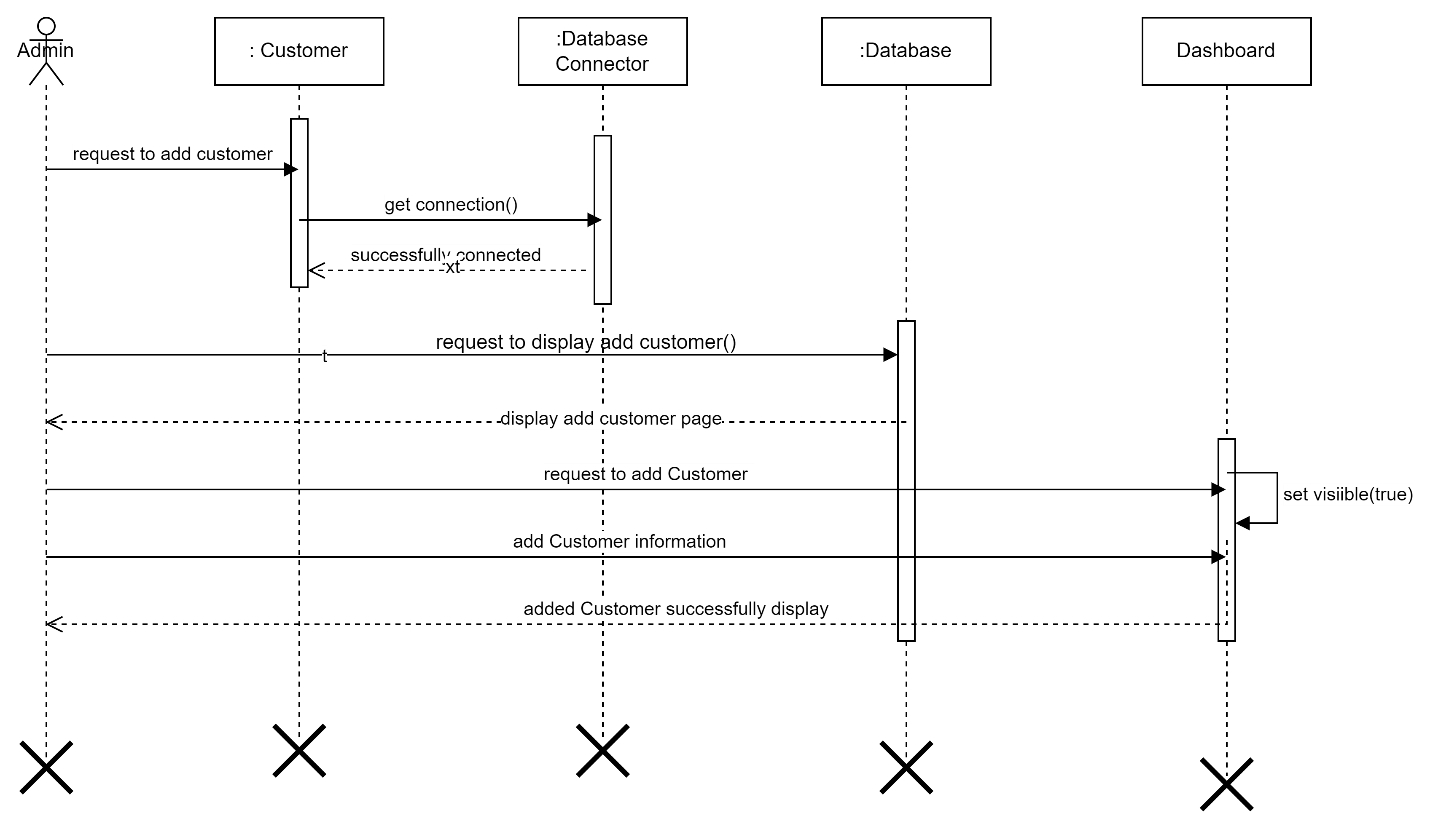 Admin
: Customer
:Database
Connector
:Database
Dashboard
request to add customer
get connection()
successfully connected
xt
request to display add customer()
t
display add customer page
request to add Customer
set visiible(true)
add Customer information
added Customer successfully display